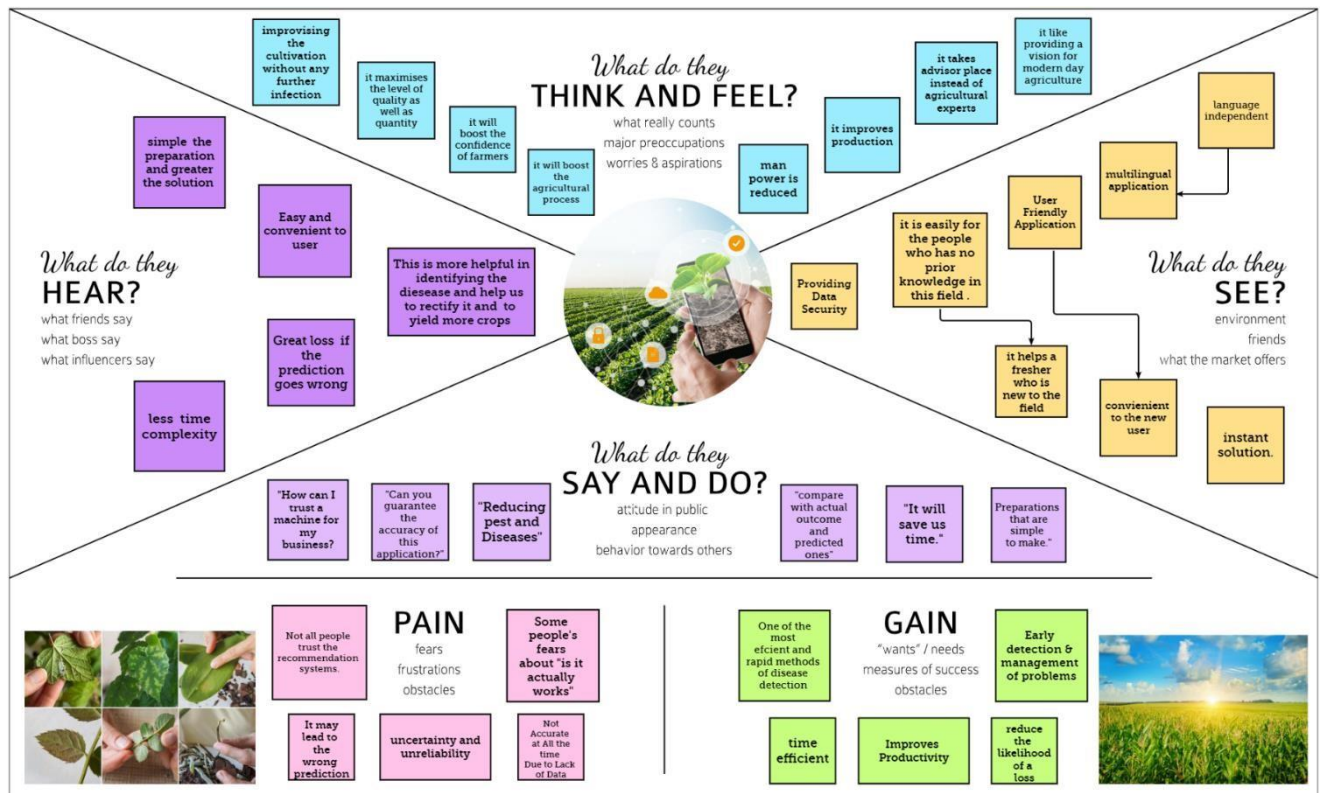 What do they
THINK AND FEEL?
what really counts
major preoccupations
worries & aspirations
improvising
the
cultivation
without any
further
infection
it maximises
the level of
quality as
well as
quantity
it will
boost the
confidence
of farmers
it will boost
the
agricultural
process
man
power is
reduced
it improves
production
it takes
advisor place
instead of
agricultural
experts
it like
providing a
vision for
modern day
agriculture
What do they
HEAR?
what friends say
what boss say
what influencers say
simple the
preparation
and greater
the solution
Easy and
convenient to
user
This is more helpful in
identifying the
diesease and help us
to rectify it and to
yield more crops
Great loss if
the
prediction
goes wrong
less time
complexity
What do they
SEE?
environment
friends
what the market offers
language
independent
multilingual
application
User
Friendly
Application
it is easily for
the people
who has no
prior
knowledge in
this field .
Providing
Data
Security
it helps a
fresher
who is
new to the
field
convienient
to the new
user
instant
solution.
What do they
SAY AND DO?
attitude in public
appearance
behavior towards others
"How can I
trust a
machine for
my
business?
"Can you
guarantee
the
accuracy of
this
application?"
"Reducing
pest and
Diseases"
"compare
with actual
outcome
and
predicted
ones"
"It will
save us
time."
Preparations
that are
simple
to make."
PAIN
fears
frustrations
obstacles
Not all people
trust the
recommendation
systems.
Some
people's
fears
about "is it
actually
works"
It may
lead to
the
wrong
prediction
uncertainty and
unreliability
Not
Accurate
at All the
time
Due to Lack
of Data
GAIN
"wants" / needs
measures of success
obstacles
One of the
most
efcient and
rapid methods
of disease
detection
Early
detection &
management
of problems
time
efficient
Improves
Productivity
reduce
the
likelihood
of a
loss